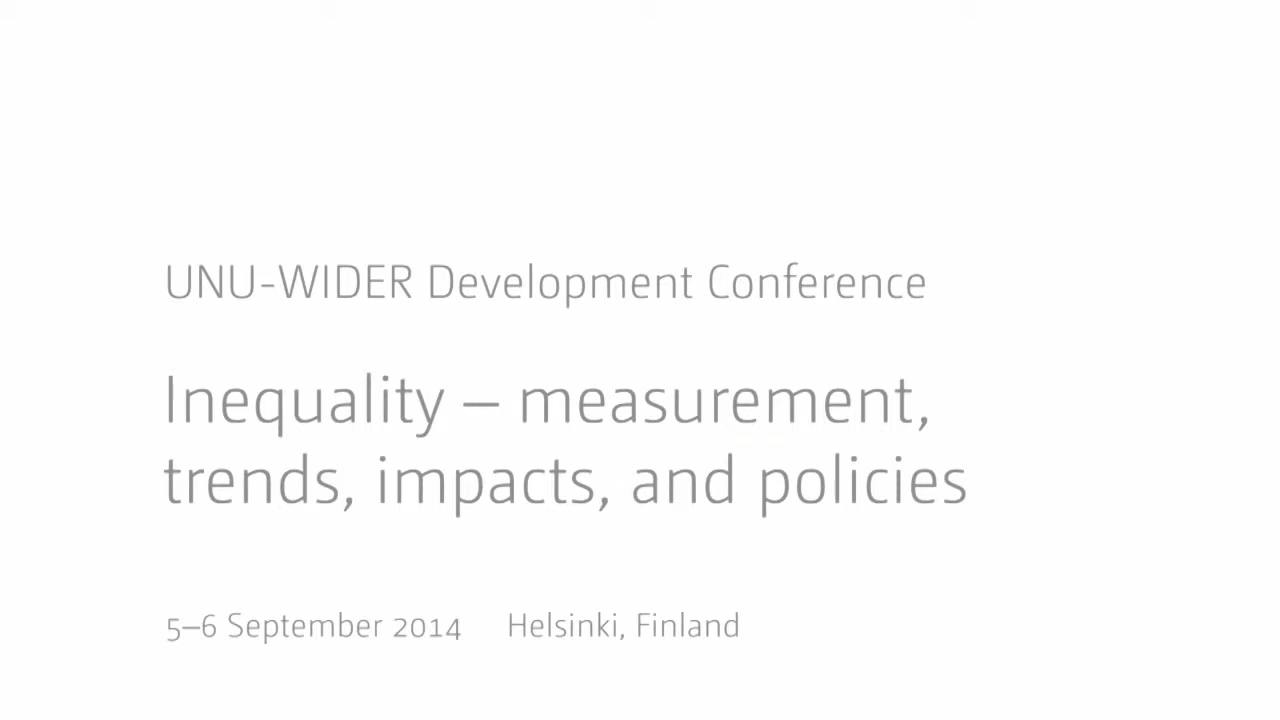 UNU-WIDER Development Conference
Inequality – measurement,
trends, impacts, and policies
5–6 September 2014 Helsinki, Finland